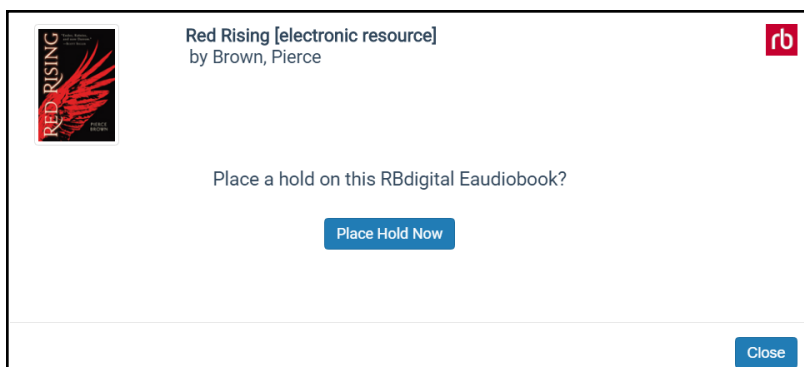 Red Rising [electronic resource]
by Brown, Pierce
rb
RED RISING
PIERCE
BROWN
Place a hold on this RBdigital Eaudiobook?
Place Hold Now
Close